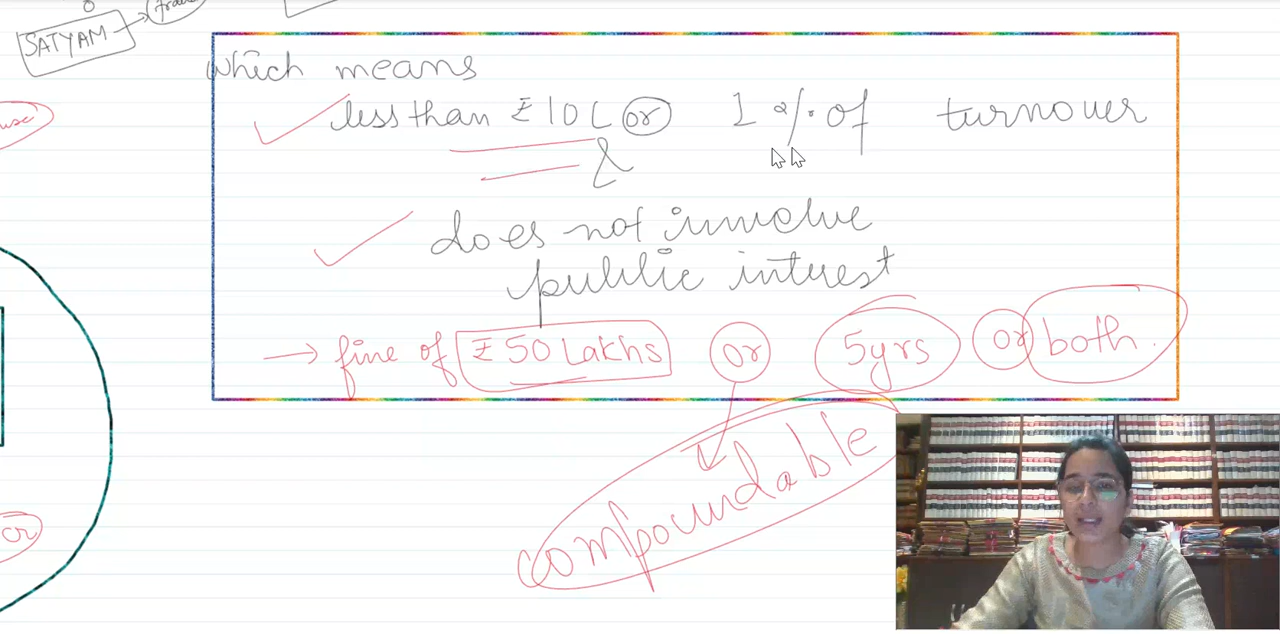 SATYAM
which means
less than ₹10L or 1% of turnover
&
does not involve
public interest
→ fine of ₹50 Lakhs or 5yrs or both.
compoundable
or